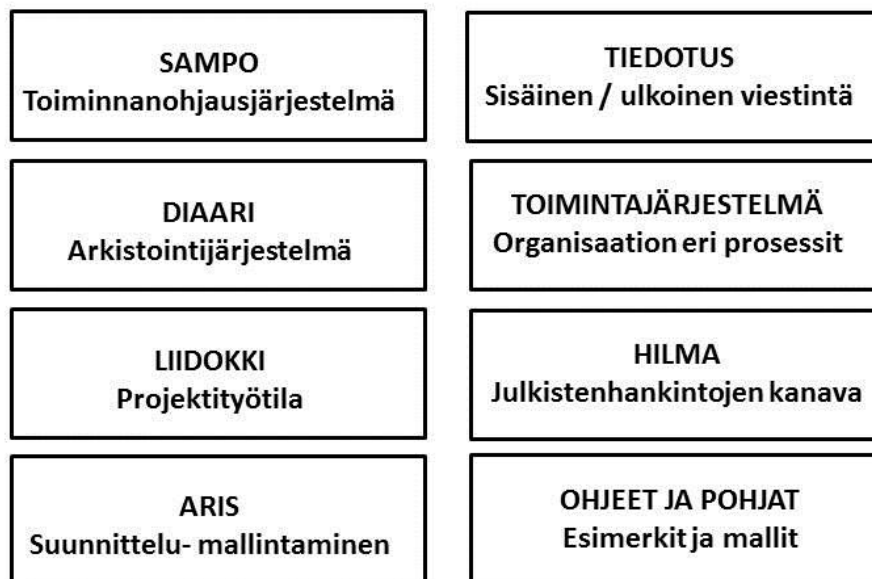 SAMPO
Toiminnanohjausjärjestelmä
TIEDOTUS
Sisäinen / ulkoinen viestintä
DIAARI
Arkistointijärjestelmä
TOIMINTAJÄRJESTELMÄ
Organisaation eri prosessit
LIIDOKKI
Projektityötila
HILMA
Julkistenhankintojen kanava
ARIS
Suunnittelu- mallintaminen
OHJEET JA POHJAT
Esimerkit ja mallit